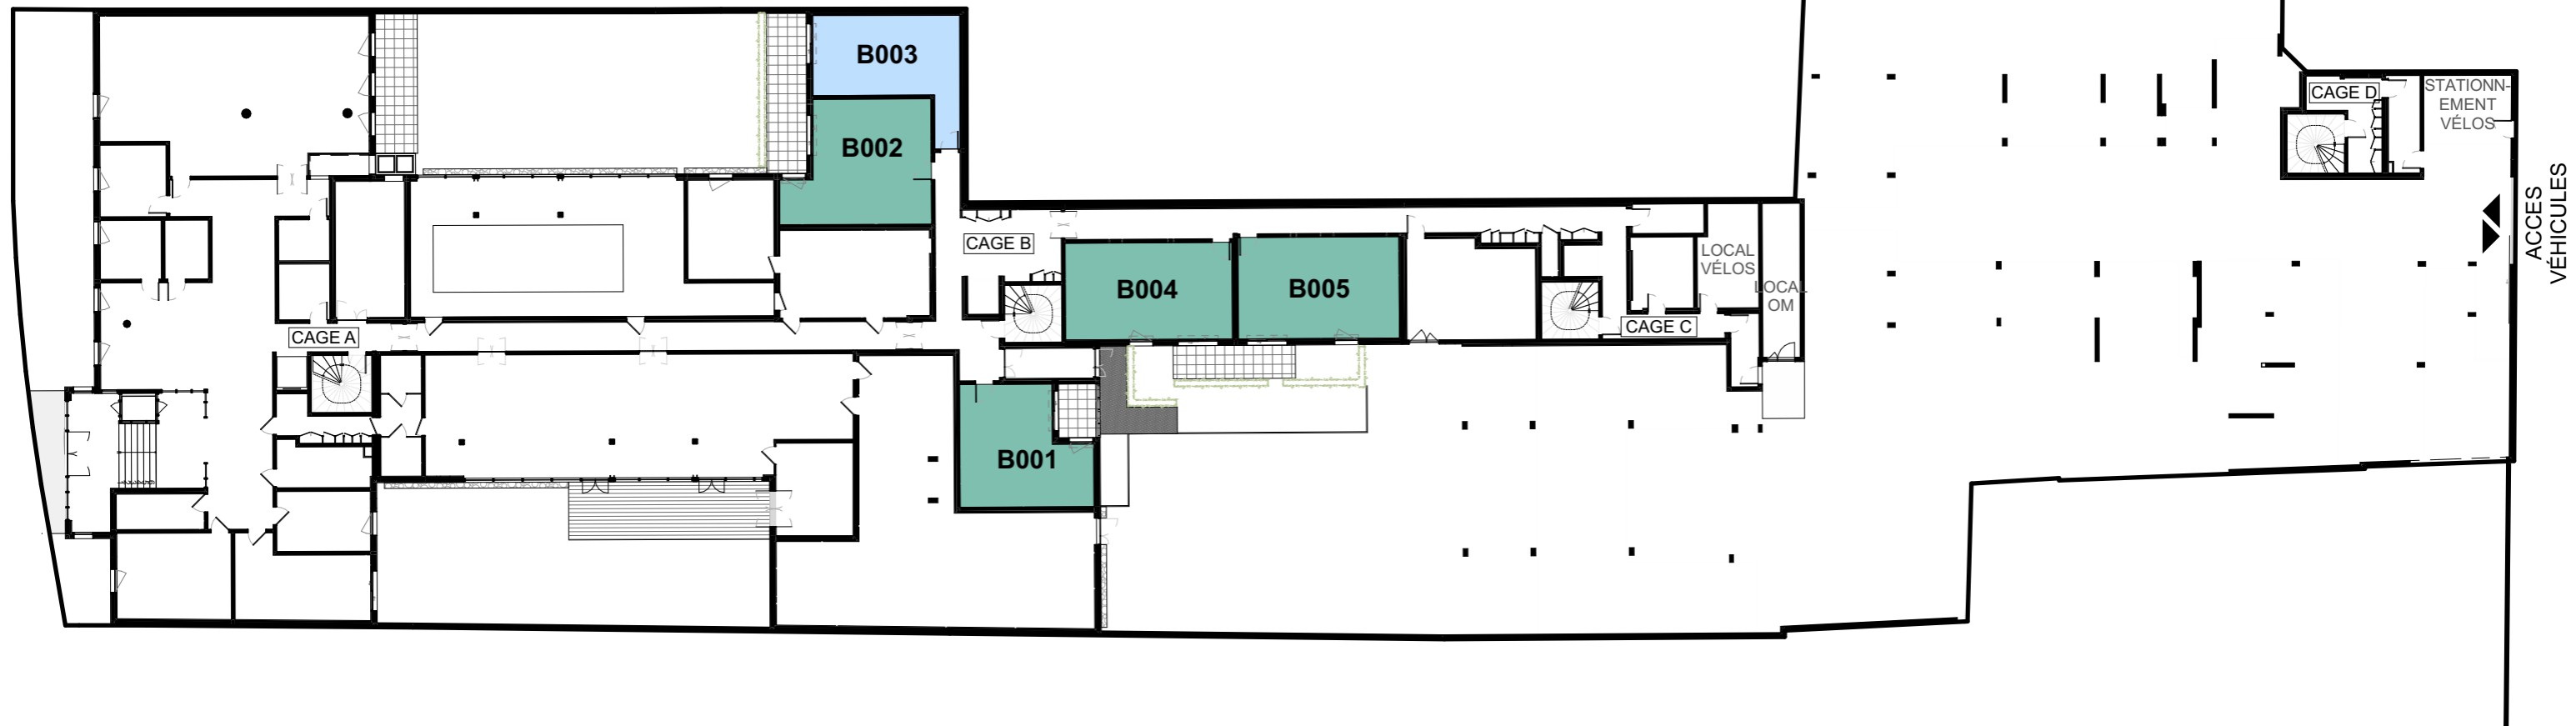 B003
CAGE D
STATIONN-
EMENT
VÉLOS
B002
ACCES
VÉHICULES
CAGE B
B004
B005
LOCAL
VÉLOS
LOCAL
OM
CAGE A
CAGE C
B001